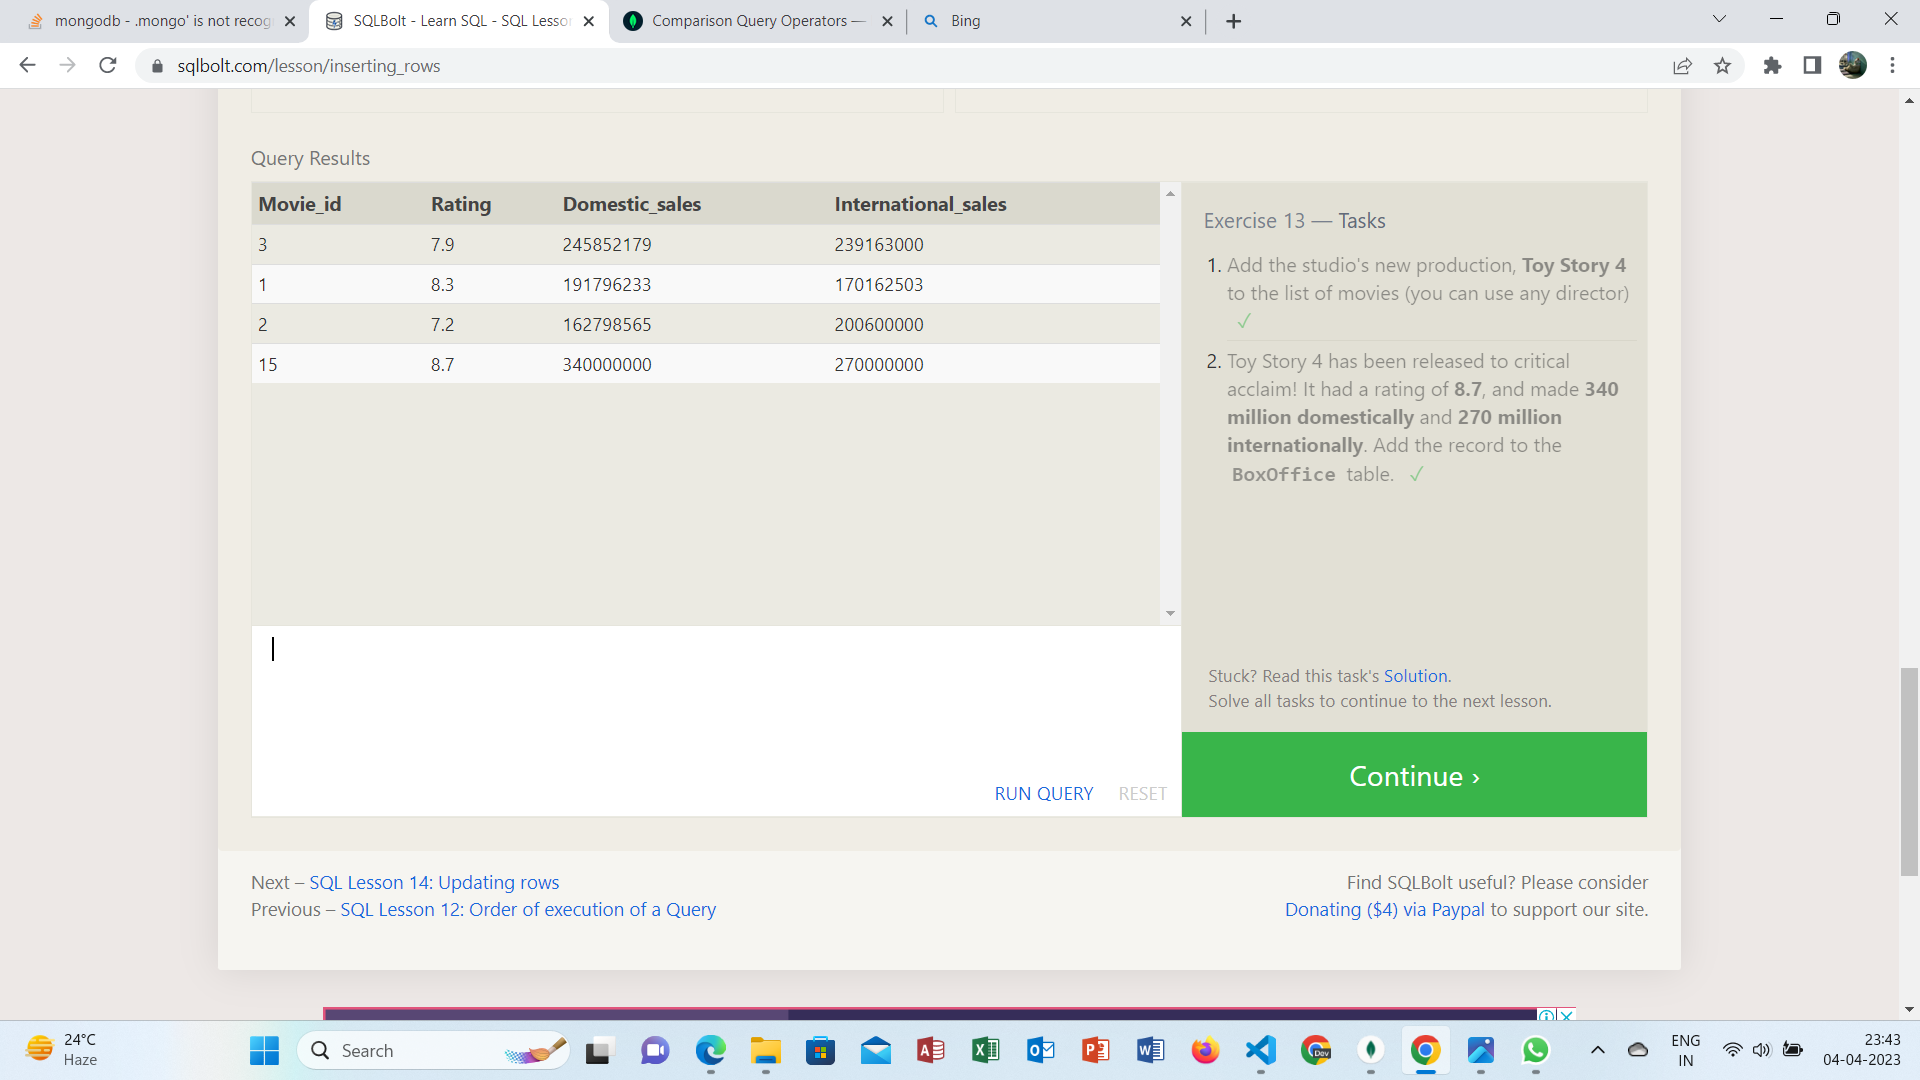 mongodb - .mongo' is not recog
SQLBolt - Learn SQL - SQL Lesson
Comparison Query Operators —
Bing
sqlbolt.com/lesson/inserting_rows
Query Results
Movie_id Rating Domestic_sales International_sales
3 7.9 245852179 239163000
1 8.3 191796233 170162503
2 7.2 162798565 200600000
15 8.7 340000000 270000000
Exercise 13 — Tasks
1. Add the studio's new production, Toy Story 4
to the list of movies (you can use any director)
✓
2. Toy Story 4 has been released to critical
acclaim! It had a rating of 8.7, and made 340
million domestically and 270 million
internationally. Add the record to the
BoxOffice table. ✓
Stuck? Read this task's Solution.
Solve all tasks to continue to the next lesson.
RUN QUERY RESET
Continue ›
Next – SQL Lesson 14: Updating rows
Previous – SQL Lesson 12: Order of execution of a Query
Find SQLBolt useful? Please consider
Donating ($4) via Paypal to support our site.
24°C
Haze
Search
Dev
ENG
IN
23:43
04-04-2023